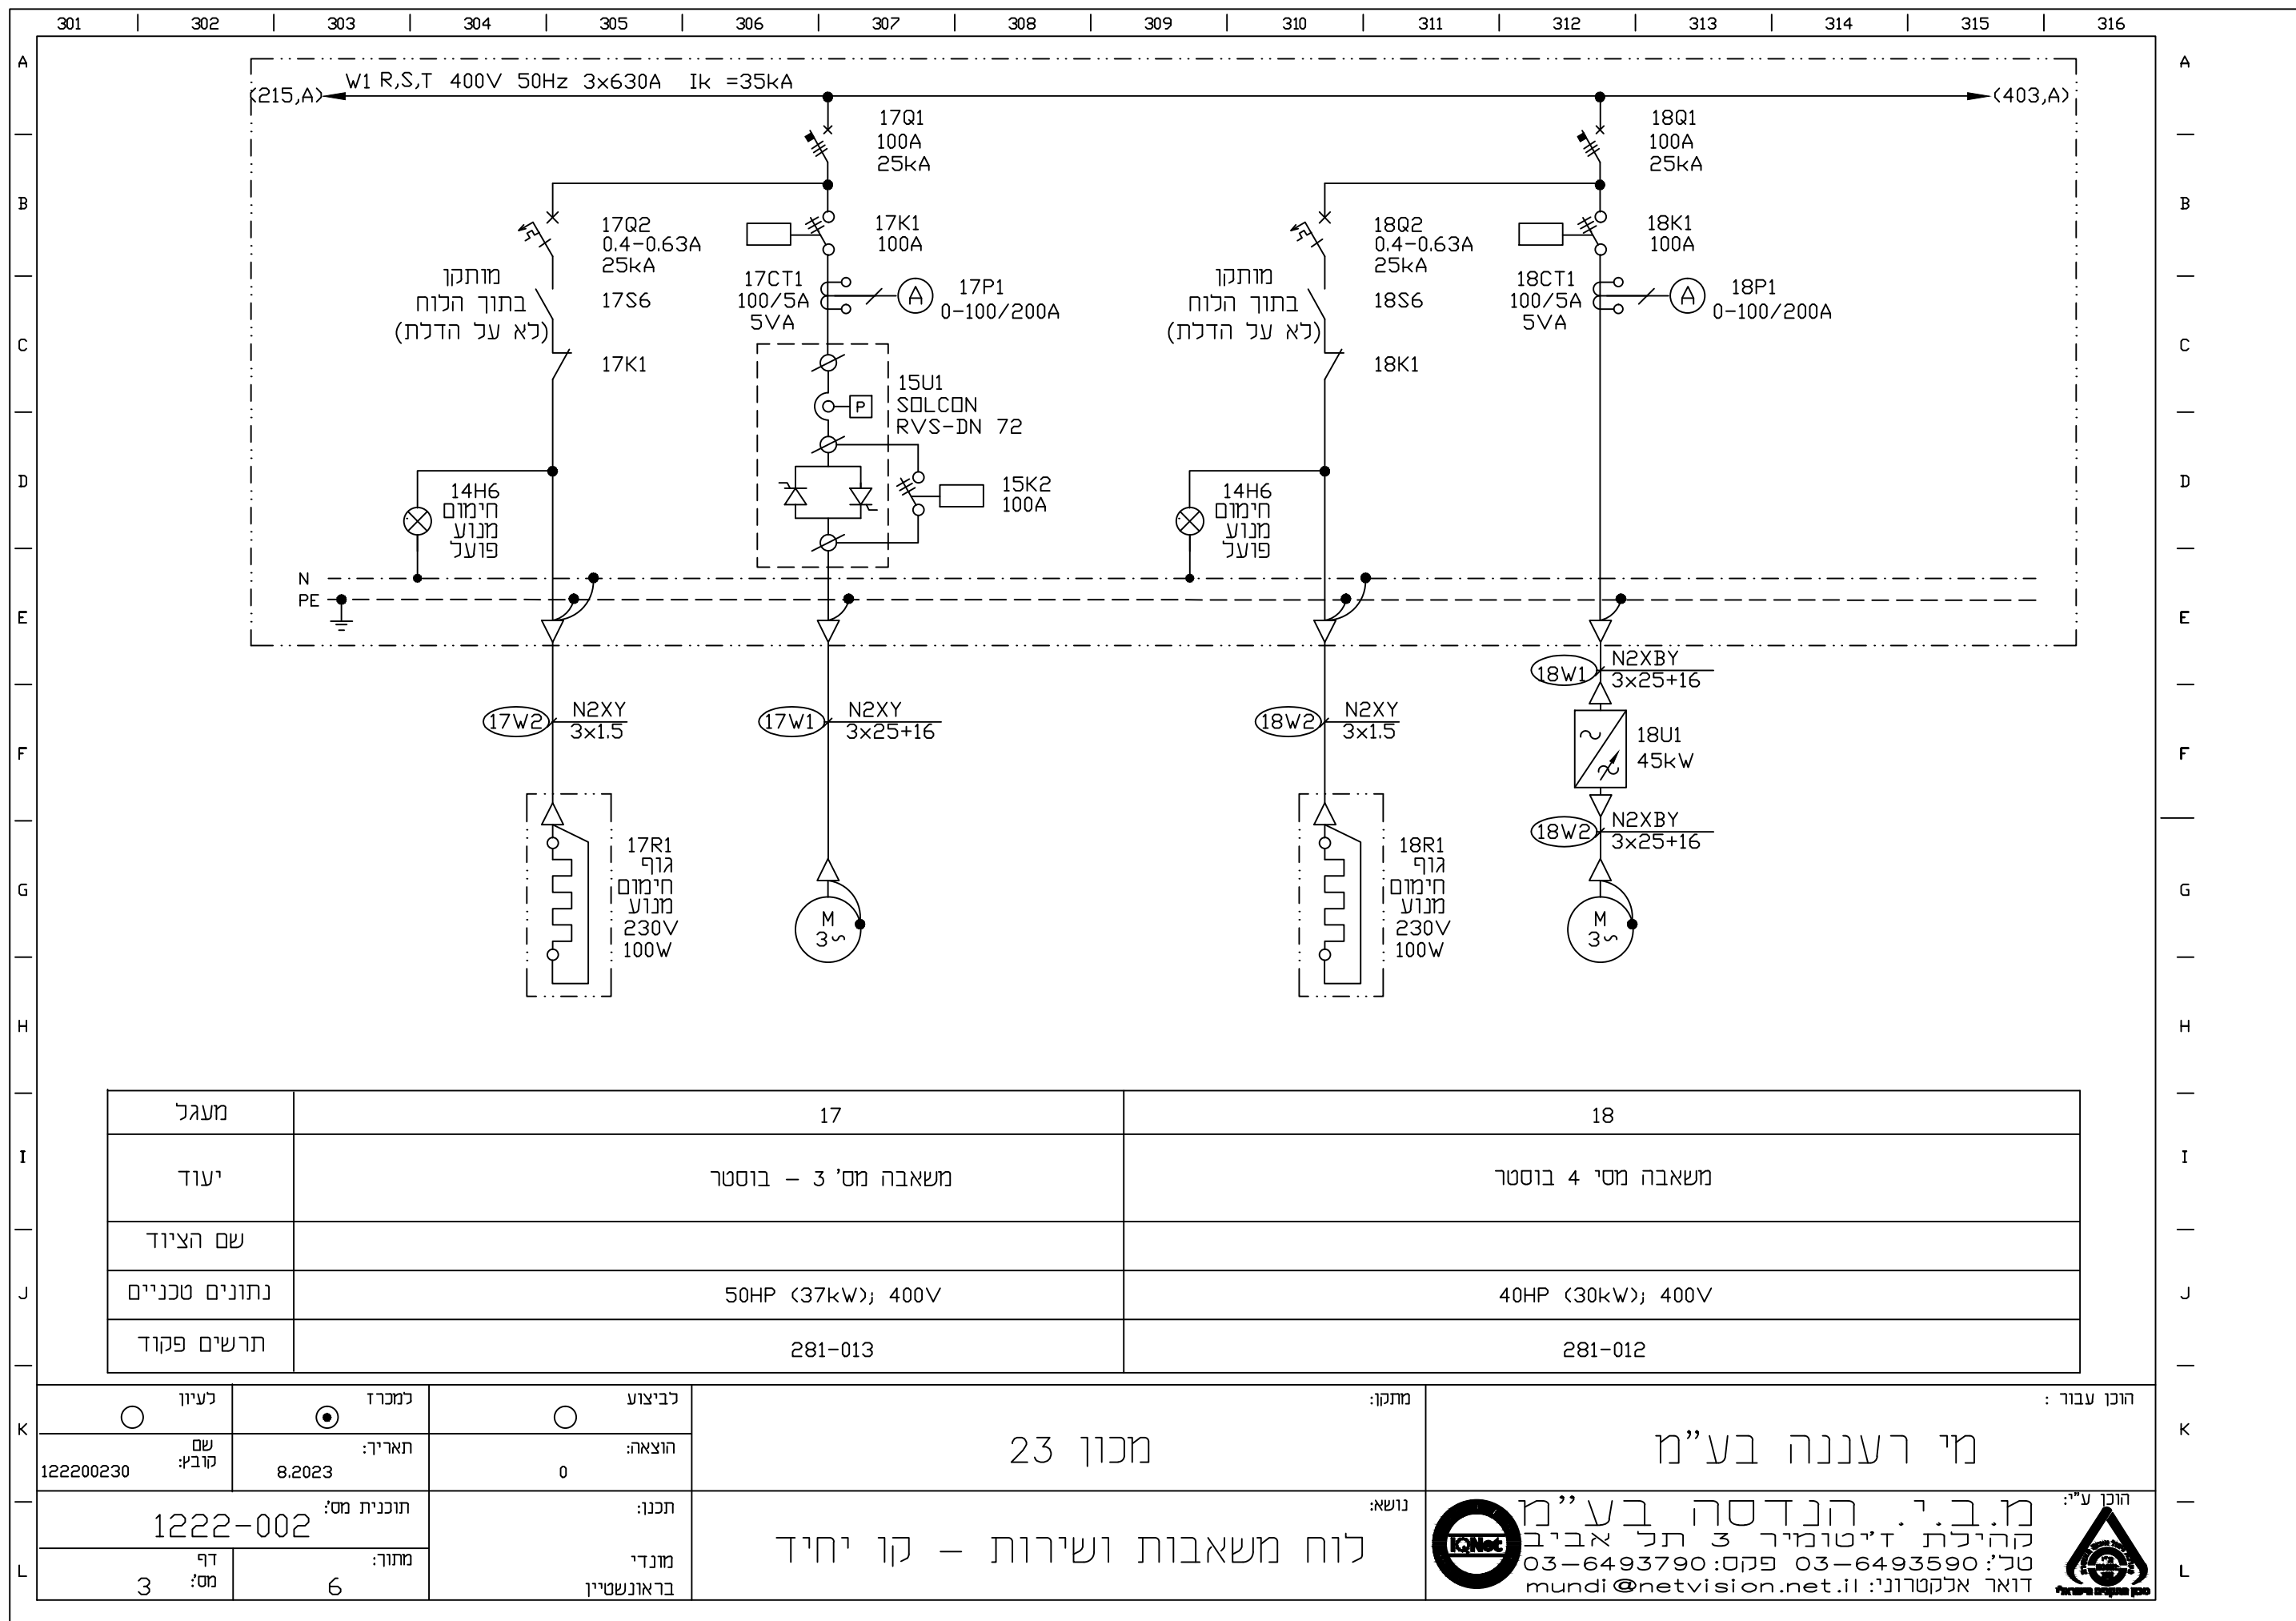 301 302 303 304 305 306 307 308 309 310 311 312 313 314 315 316
A A
B B
C C
D D
E E
F F
G G
H H
I I
J J
K K
L L
W1 R,S,T 400V 50Hz 3x630A Ik =35kA
(215,A)
(403,A)
17Q1
100A
25kA
17Q2
0.4-0.63A
25kA
17K1
100A
מותקן
בתוך הלוח
(לא על הדלת)
17S6
17K1
17CT1
100/5A
5VA
A
17P1
0-100/200A
15U1
SOLCON
RVS-DN 72
P
15K2
100A
14H6
חימום
מנוע
פועל
18Q1
100A
25kA
18Q2
0.4-0.63A
25kA
18K1
100A
מותקן
בתוך הלוח
(לא על הדלת)
18S6
18K1
18CT1
100/5A
5VA
A
18P1
0-100/200A
14H6
חימום
מנוע
פועל
N
PE
17W2
N2XY
3x1.5
17W1
N2XY
3x25+16
18W2
N2XY
3x1.5
18W1
N2XBY
3x25+16
18U1
45kW
18W2
N2XBY
3x25+16
17R1
גוף
חימום
מנוע
230V
100W
M
3~
18R1
גוף
חימום
מנוע
230V
100W
M
3~
מעגל 17 18
יעוד משאבה מס' 3 - בוסטר משאבה מסי 4 בוסטר
שם הציוד
נתונים טכניים 50HP (37kW); 400V 40HP (30kW); 400V
תרשים פקוד 281-013 281-012
הוכן עבור :
מי רעננה בע"מ
מתקן:
מכון 23
לביצוע
למכרז
לעיון
הוצאה:
0
תאריך:
8.2023
שם
קובץ:
122200230
הוכן ע"י:
מ.ב.י. הנדסה בע"מ
קהילת ז'יטומיר 3 תל אביב
טל': 03-6493590 פקס: 03-6493790
דואר אלקטרוני: mundi@netvision.net.il
IQNet
מכון התקנים הישראלי
נושא:
לוח משאבות ושירות - קו יחיד
תכנן:
מונדי
בראונשטיין
תוכנית מס':
1222-002
מתוך:
6
דף
מס':
3